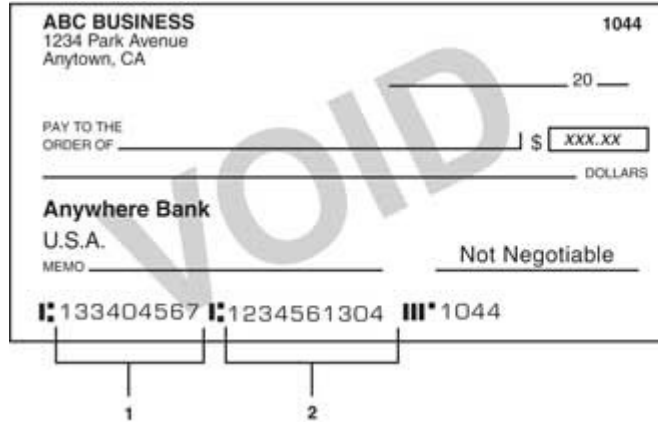 ABC BUSINESS 1044
1234 Park Avenue
Anytown, CA
20
PAY TO THE
ORDER OF $ XXX.XX
DOLLARS
VOID
Anywhere Bank
U.S.A.
MEMO Not Negotiable
⑆133404567⑆1234561304 ⑈1044
1 2